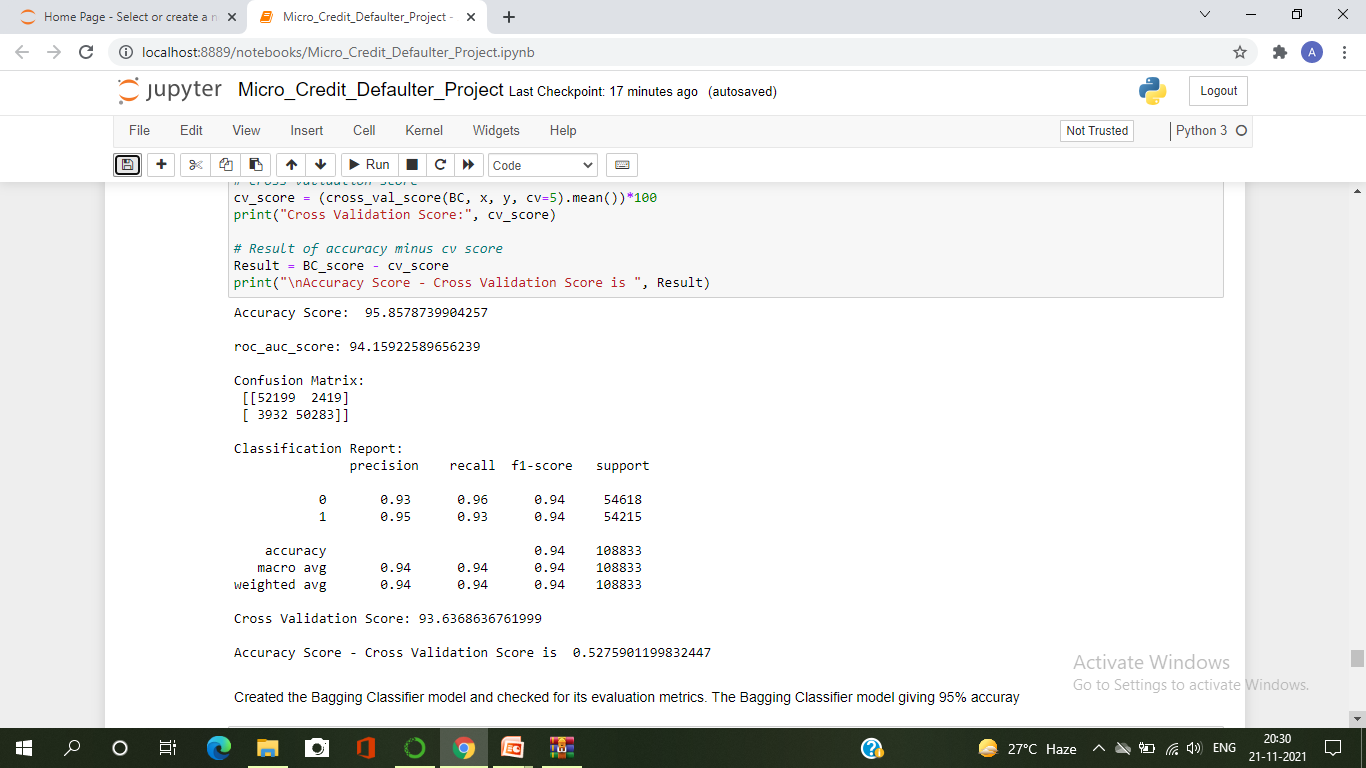 Home Page - Select or create a n
Micro_Credit_Defaulter_Project -
localhost:8889/notebooks/Micro_Credit_Defaulter_Project.ipynb
A
jupyter Micro_Credit_Defaulter_Project Last Checkpoint: 17 minutes ago (autosaved)
Logout
File Edit View Insert Cell Kernel Widgets Help
Not Trusted
Python 3
Run
Code
# Cross Validation Score
cv_score = (cross_val_score(BC, x, y, cv=5).mean())*100
print("Cross Validation Score:", cv_score)
# Result of accuracy minus cv score
Result = BC_score - cv_score
print("\nAccuracy Score - Cross Validation Score is ", Result)
Accuracy Score:  95.8578739904257
roc_auc_score: 94.15922589656239
Confusion Matrix:
[[52199  2419]
[ 3932 50283]]
Classification Report:
precision    recall  f1-score   support
0       0.93      0.96      0.94     54618
1       0.95      0.93      0.94     54215
accuracy                           0.94    108833
macro avg       0.94      0.94      0.94    108833
weighted avg       0.94      0.94      0.94    108833
Cross Validation Score: 93.6368636761999
Accuracy Score - Cross Validation Score is  0.5275901199832447
Activate Windows
Go to Settings to activate Windows.
Created the Bagging Classifier model and checked for its evaluation metrics. The Bagging Classifier model giving 95% accuray
27°C Haze
ENG
20:30
21-11-2021